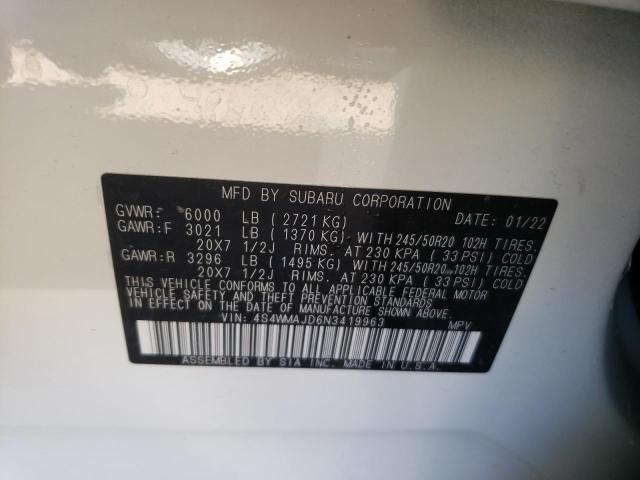 MFD BY SUBARU CORPORATION
GVWR: 6000 LB ( 2721 KG) DATE: 01/22
GAWR:F 3021 LB ( 1370 KG) WITH 245/50R20 102H TIRES.
20X7 1/2J RIMS. AT 230 KPA ( 33 PSI) COLD
GAWR:R 3296 LB ( 1495 KG) WITH 245/50R20 102H TIRES.
20X7 1/2J RIMS. AT 230 KPA ( 33 PSI) COLD
THIS VEHICLE CONFORMS TO ALL APPLICABLE FEDERAL MOTOR
VEHICLE SAFETY AND THEFT PREVENTION STANDARDS
IN EFFECT ON THE DATE OF MANUFACTURE SHOWN ABOVE.
VIN: 4S4WMAJD6N3419963 MPV
ASSEMBLED BY SIA INC. MADE IN U.S.A.